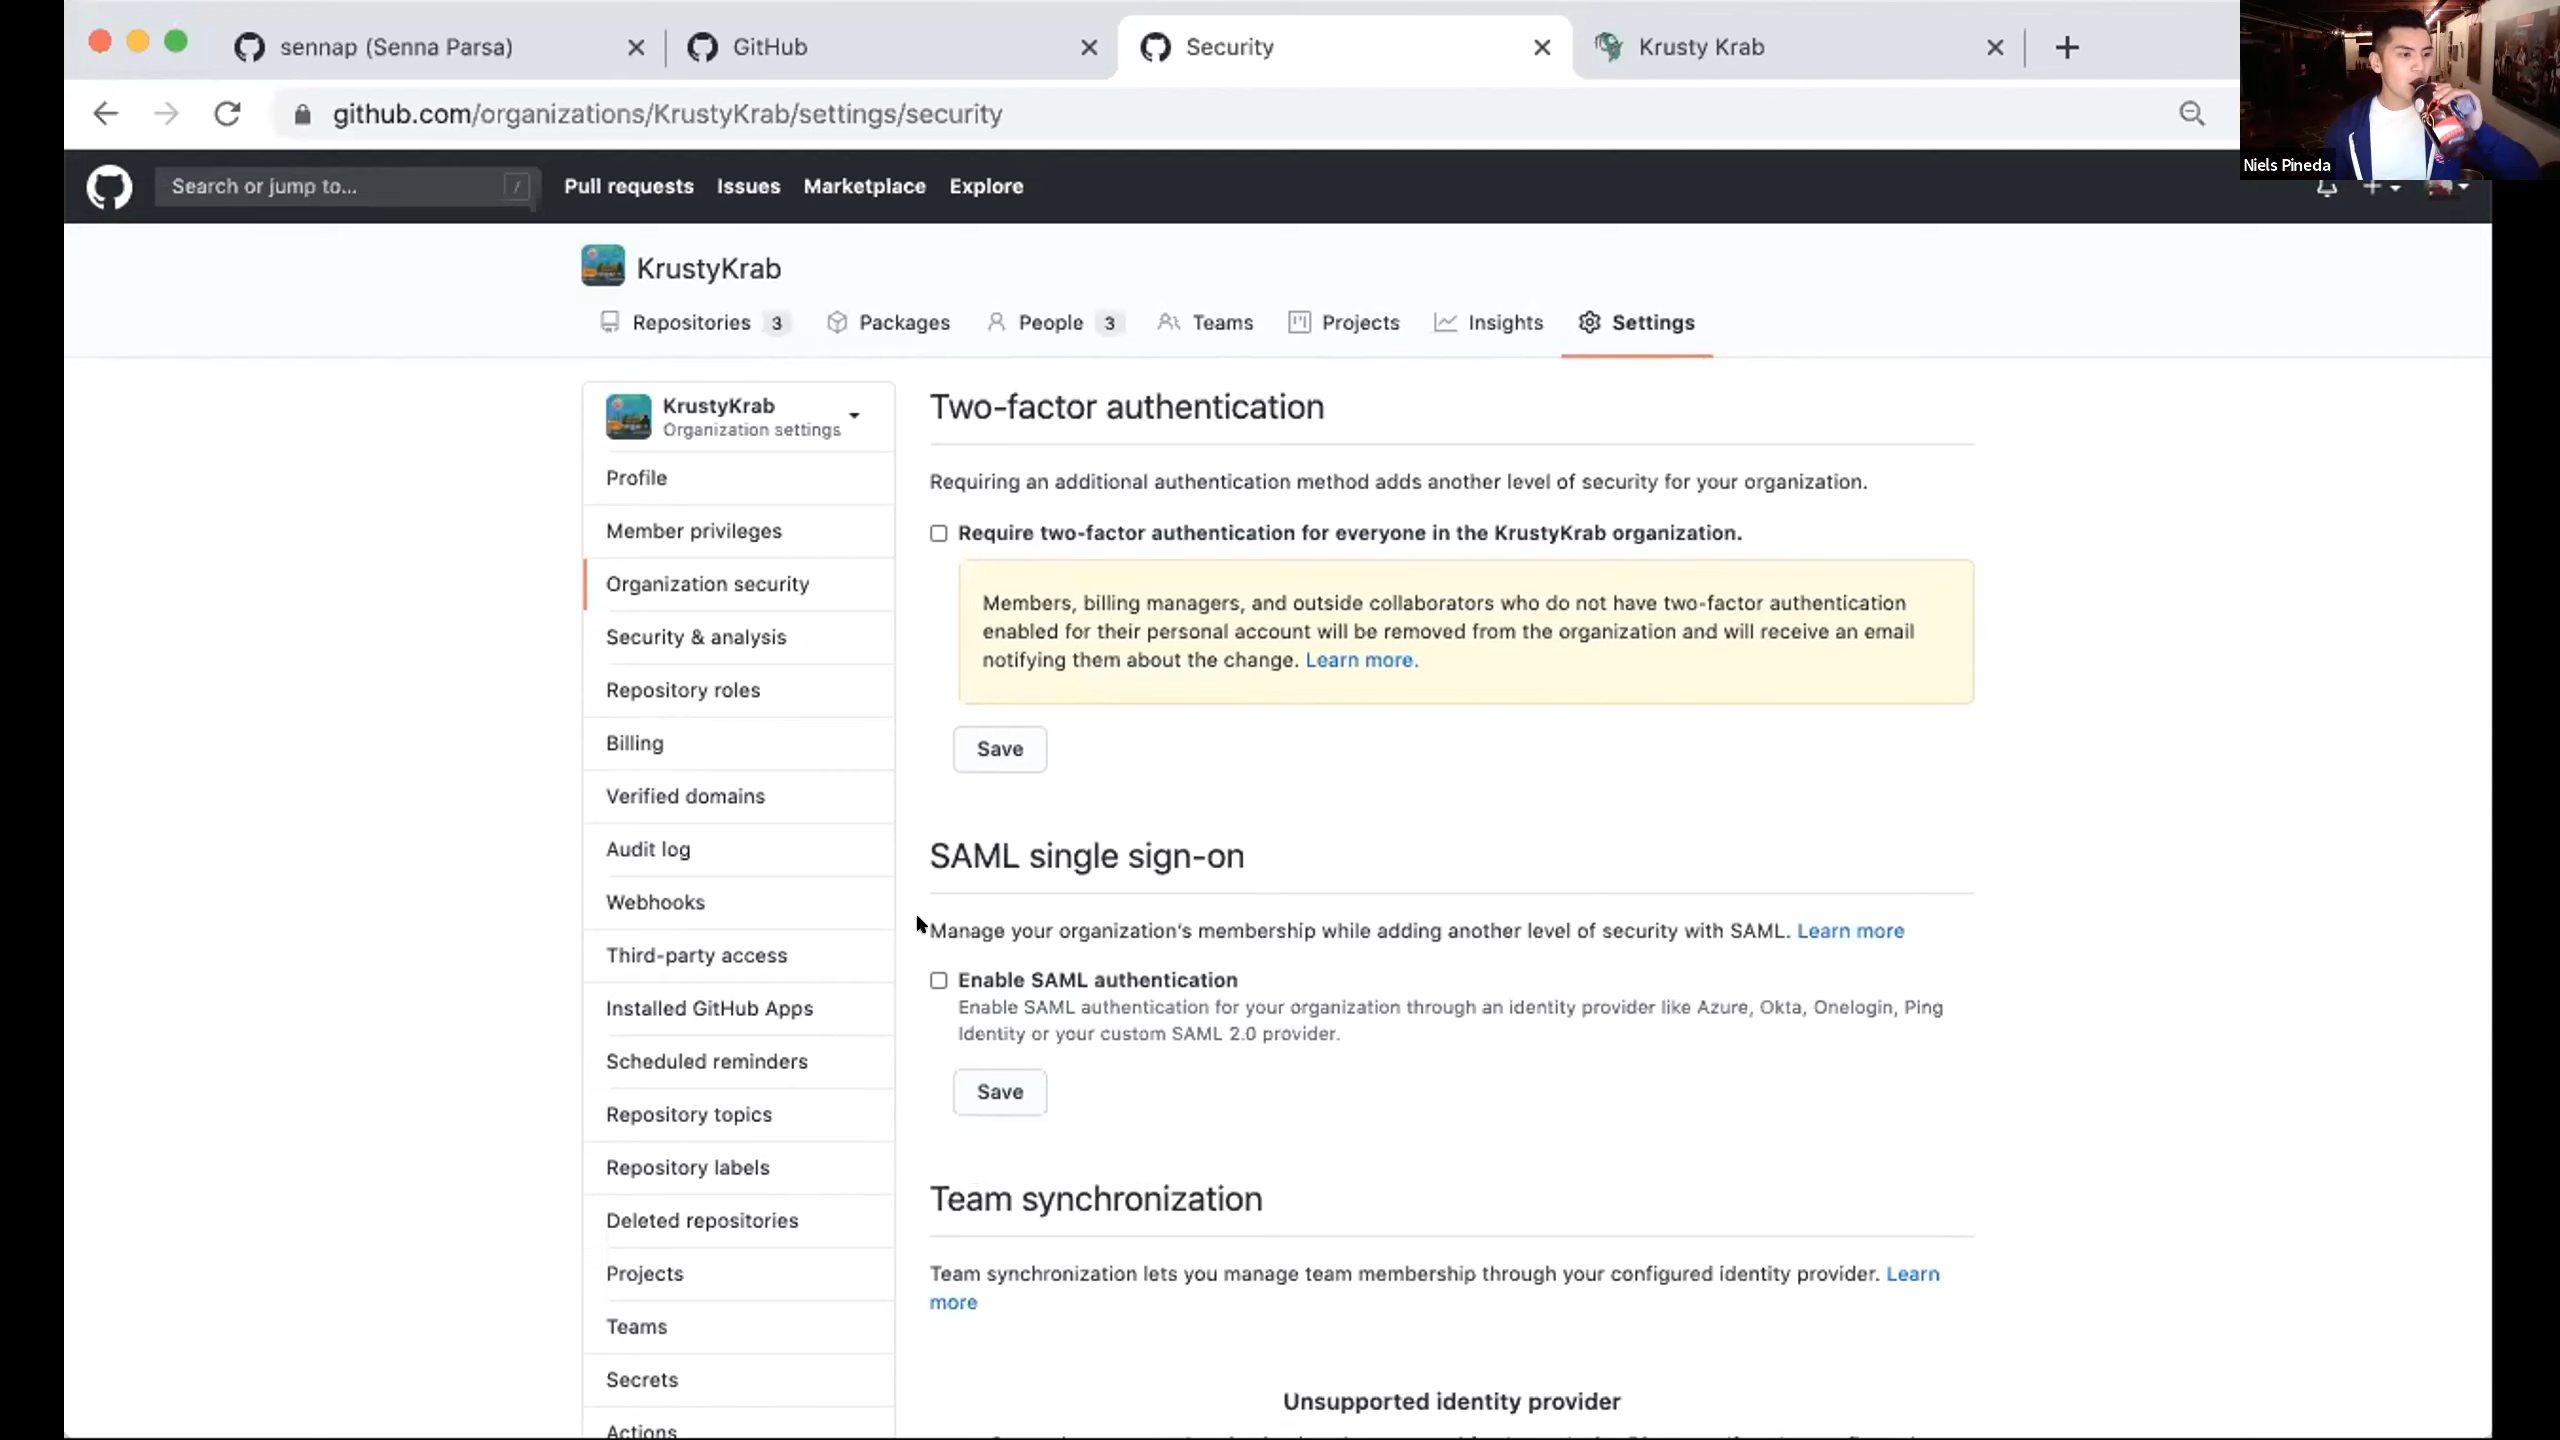 sennap (Senna Parsa)
GitHub
Security
Krusty Krab
github.com/organizations/KrustyKrab/settings/security
Niels Pineda
Search or jump to...
/
Pull requests
Issues
Marketplace
Explore
KrustyKrab
Repositories 3
Packages
People 3
Teams
Projects
Insights
Settings
KrustyKrab
Organization settings
Profile
Member privileges
Organization security
Security & analysis
Repository roles
Billing
Verified domains
Audit log
Webhooks
Third-party access
Installed GitHub Apps
Scheduled reminders
Repository topics
Repository labels
Deleted repositories
Projects
Teams
Secrets
Actions
Two-factor authentication
Requiring an additional authentication method adds another level of security for your organization.
Require two-factor authentication for everyone in the KrustyKrab organization.
Members, billing managers, and outside collaborators who do not have two-factor authentication
enabled for their personal account will be removed from the organization and will receive an email
notifying them about the change. Learn more.
Save
SAML single sign-on
Manage your organization's membership while adding another level of security with SAML. Learn more
Enable SAML authentication
Enable SAML authentication for your organization through an identity provider like Azure, Okta, Onelogin, Ping
Identity or your custom SAML 2.0 provider.
Save
Team synchronization
Team synchronization lets you manage team membership through your configured identity provider. Learn
more
Unsupported identity provider